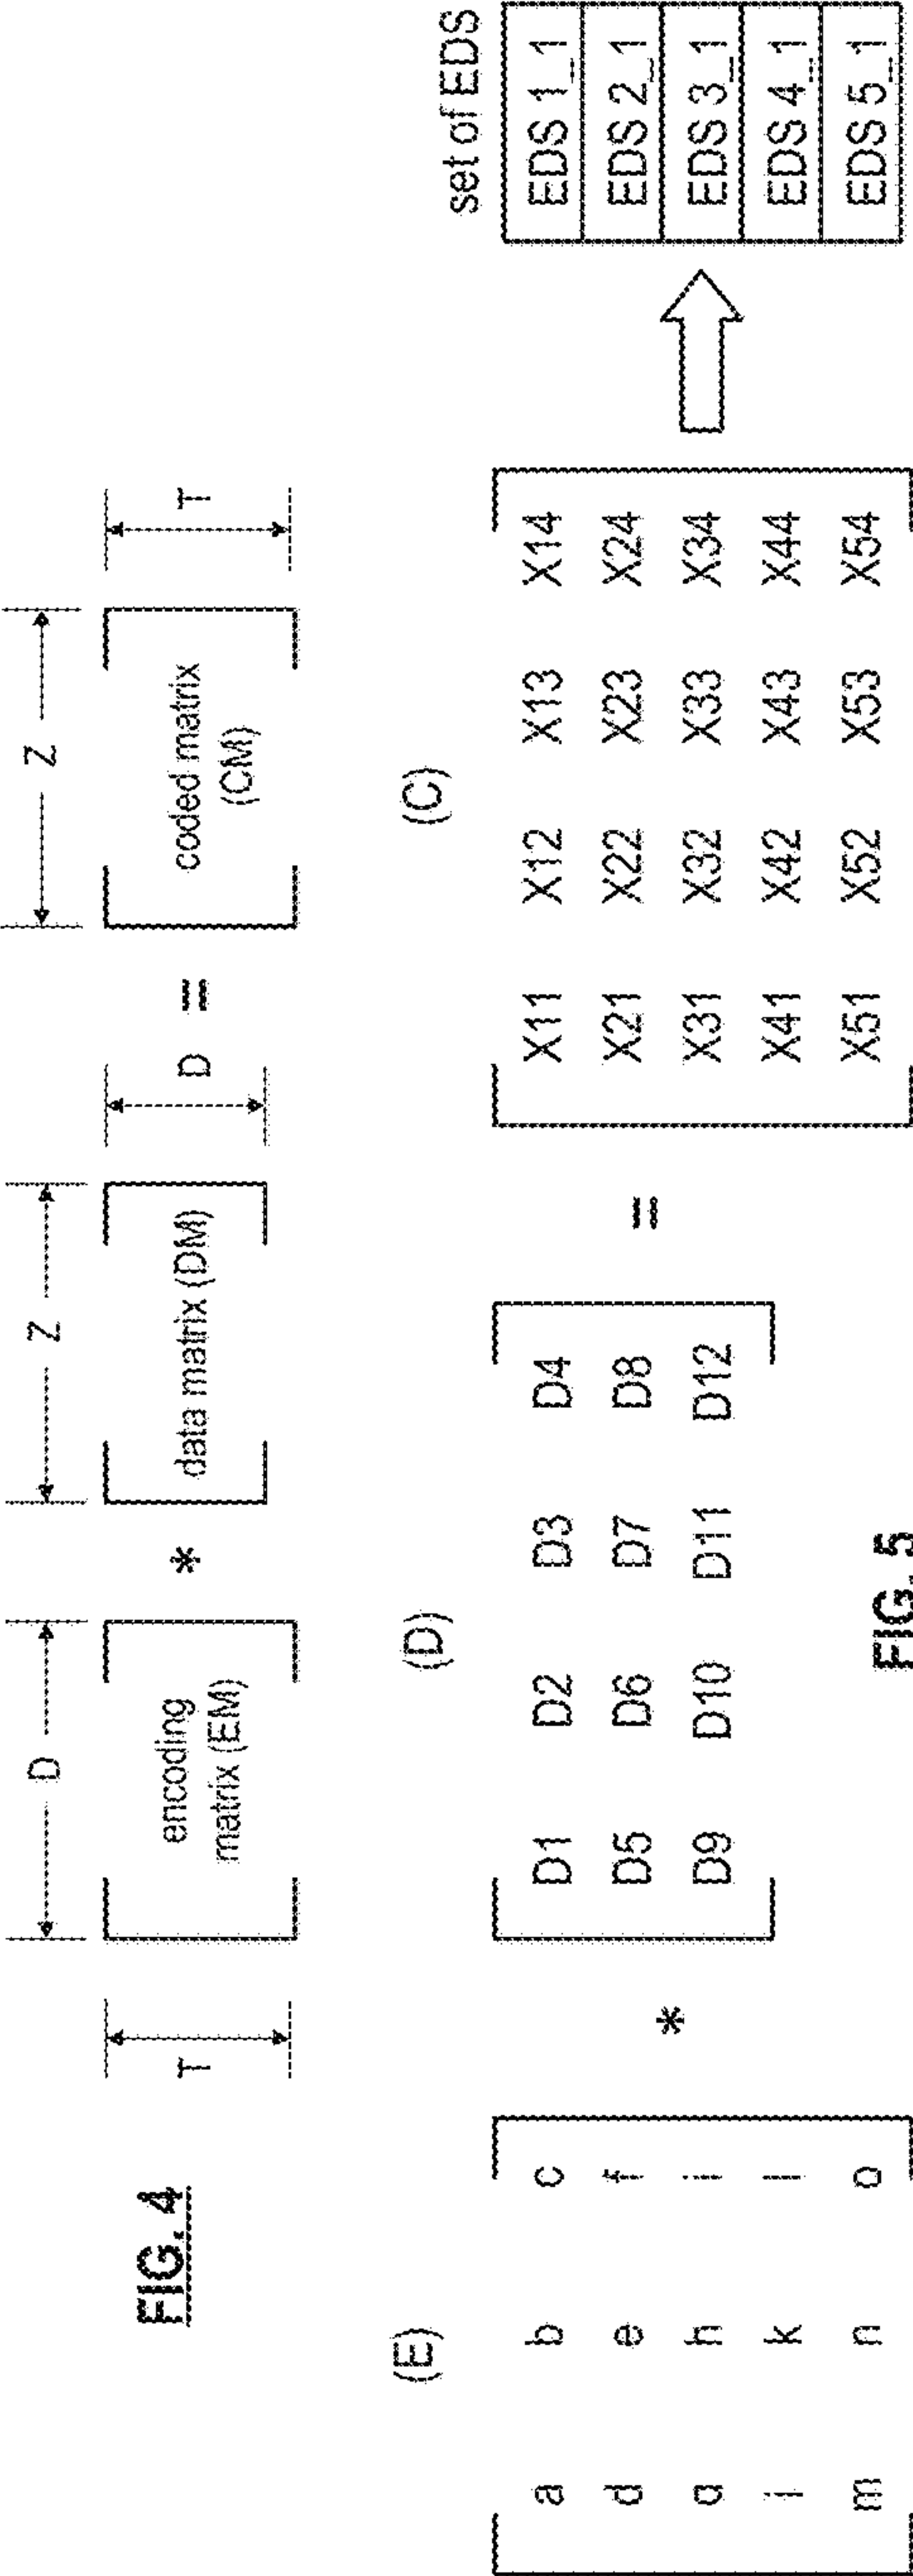 FIG. 4
T
D
encoding
matrix (EM)
*
Z
data matrix (DM)
D
=
Z
coded matrix
(CM)
T
(E)
a b c
d e f
g h i
j k l
m n o
*
(D)
D1 D2 D3 D4
D5 D6 D7 D8
D9 D10 D11 D12
=
(C)
X11 X12 X13 X14
X21 X22 X23 X24
X31 X32 X33 X34
X41 X42 X43 X44
X51 X52 X53 X54
set of EDS
EDS 1_1
EDS 2_1
EDS 3_1
EDS 4_1
EDS 5_1
FIG. 5